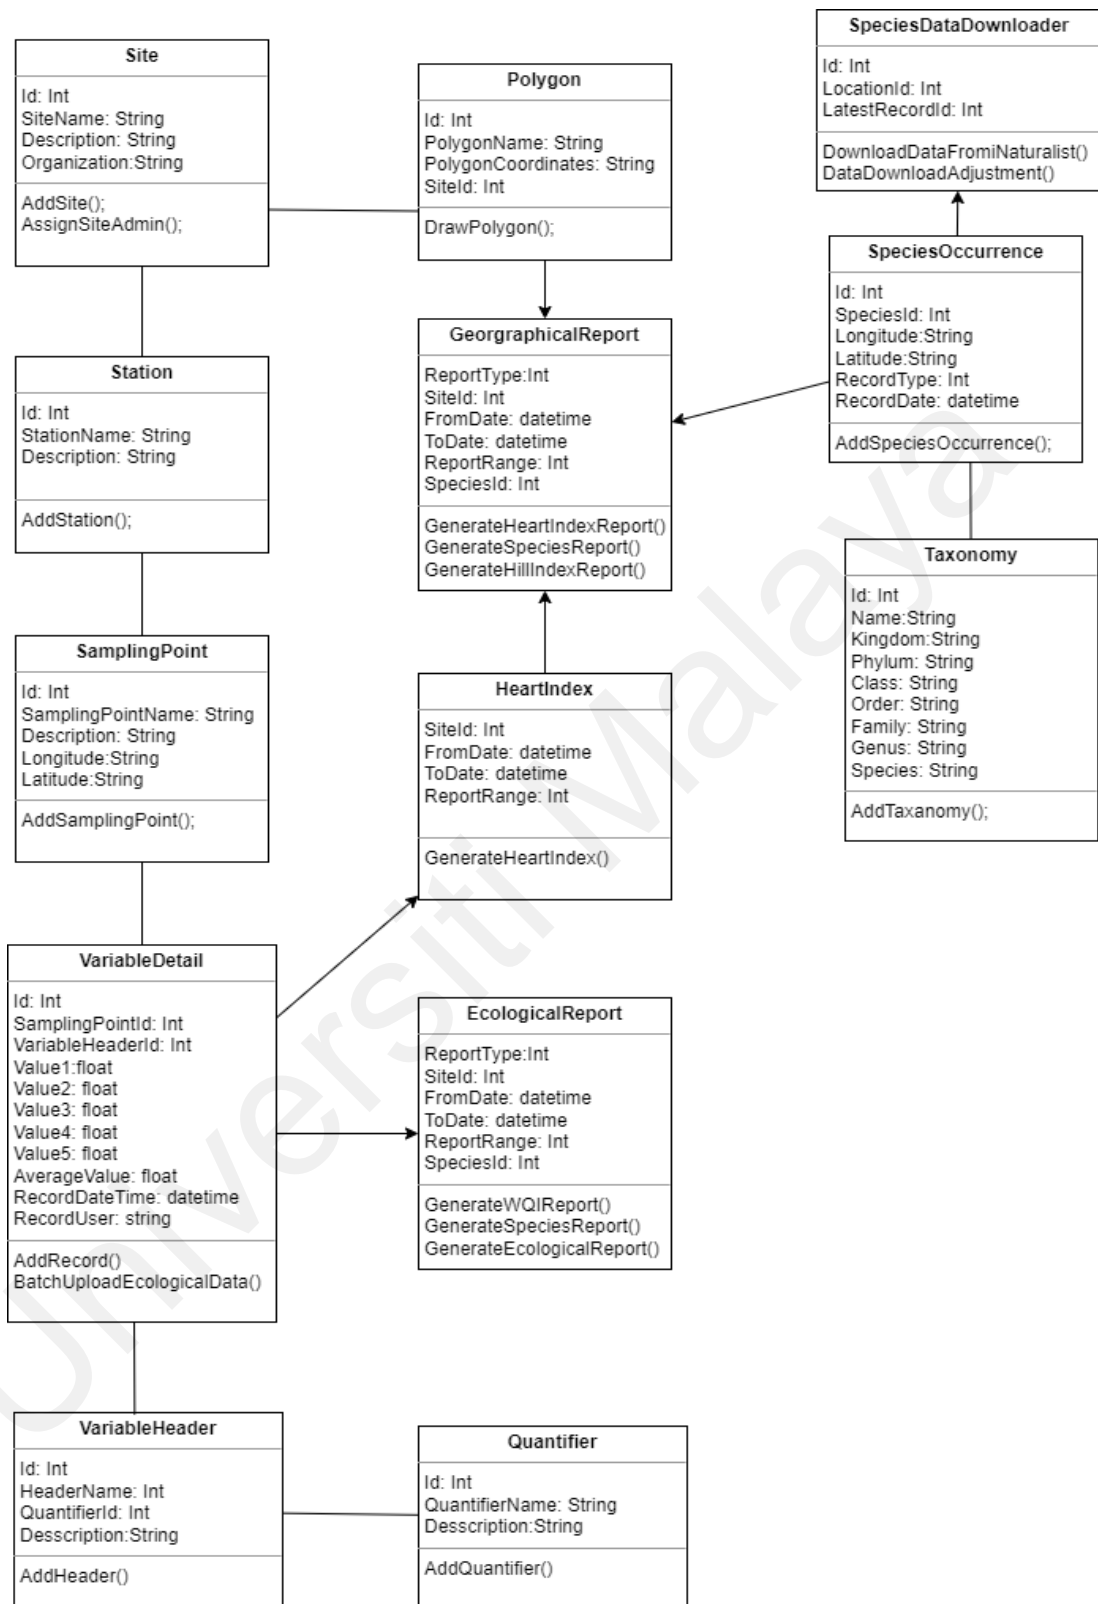 Site
Id: Int
SiteName: String
Description: String
Organization:String
AddSite();
AssignSiteAdmin();
Polygon
Id: Int
PolygonName: String
PolygonCoordinates: String
SiteId: Int
DrawPolygon();
SpeciesDataDownloader
Id: Int
LocationId: Int
LatestRecordId: Int
DownloadDataFromiNaturalist()
DataDownloadAdjustment()
SpeciesOccurrence
Id: Int
SpeciesId: Int
Longitude:String
Latitude:String
RecordType: Int
RecordDate: datetime
AddSpeciesOccurrence();
GeorgraphicalReport
ReportType:Int
SiteId: Int
FromDate: datetime
ToDate: datetime
ReportRange: Int
SpeciesId: Int
GenerateHeartIndexReport()
GenerateSpeciesReport()
GenerateHillIndexReport()
Station
Id: Int
StationName: String
Description: String
AddStation();
Taxonomy
Id: Int
Name:String
Kingdom:String
Phylum: String
Class: String
Order: String
Family: String
Genus: String
Species: String
AddTaxanomy();
SamplingPoint
Id: Int
SamplingPointName: String
Description: String
Longitude:String
Latitude:String
AddSamplingPoint();
HeartIndex
SiteId: Int
FromDate: datetime
ToDate: datetime
ReportRange: Int
GenerateHeartIndex()
VariableDetail
Id: Int
SamplingPointId: Int
VariableHeaderId: Int
Value1:float
Value2: float
Value3: float
Value4: float
Value5: float
AverageValue: float
RecordDateTime: datetime
RecordUser: string
AddRecord()
BatchUploadEcologicalData()
EcologicalReport
ReportType:Int
SiteId: Int
FromDate: datetime
ToDate: datetime
ReportRange: Int
SpeciesId: Int
GenerateWQIReport()
GenerateSpeciesReport()
GenerateEcologicalReport()
VariableHeader
Id: Int
HeaderName: Int
QuantifierId: Int
Desscription:String
AddHeader()
Quantifier
Id: Int
QuantifierName: String
Desscription:String
AddQuantifier()
Universiti Malaya